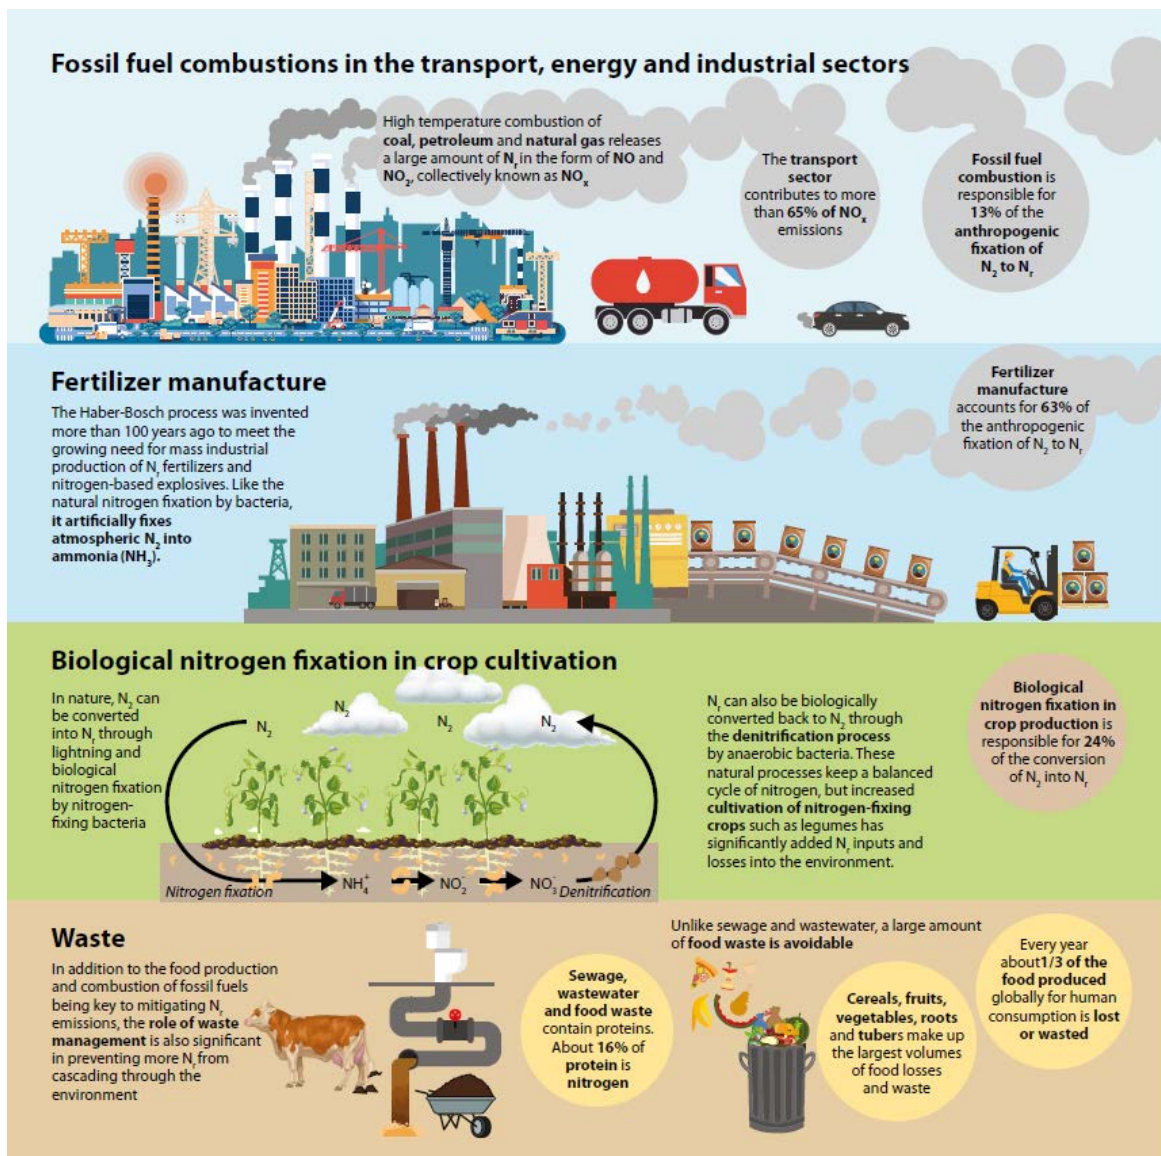 Fossil fuel combustions in the transport, energy and industrial sectors
High temperature combustion of
coal, petroleum and natural gas releases
a large amount of Nr in the form of NO and
NO2, collectively known as NOx
The transport
sector
contributes to more
than 65% of NOx
emissions
Fossil fuel
combustion is
responsible for
13% of the
anthropogenic
fixation of
N2 to Nr
Fertilizer manufacture
The Haber-Bosch process was invented
more than 100 years ago to meet the
growing need for mass industrial
production of Nr fertilizers and
nitrogen-based explosives. Like the
natural nitrogen fixation by bacteria,
it artificially fixes
atmospheric N2 into
ammonia (NH3).
Fertilizer
manufacture
accounts for 63% of
the anthropogenic
fixation of N2 to Nr
Biological nitrogen fixation in crop cultivation
In nature, N2 can
be converted
into Nr through
lightning and
biological
nitrogen fixation
by nitrogen-
fixing bacteria
N2
N2
N2
N2
Nitrogen fixation
NH4+
NO2-
NO3-
Denitrification
Nr can also be biologically
converted back to N2 through
the denitrification process
by anaerobic bacteria. These
natural processes keep a balanced
cycle of nitrogen, but increased
cultivation of nitrogen-fixing
crops such as legumes has
significantly added Nr inputs and
losses into the environment.
Biological
nitrogen fixation in
crop production is
responsible for 24%
of the conversion
of N2 into Nr
Waste
In addition to the food production
and combustion of fossil fuels
being key to mitigating Nr
emissions, the role of waste
management is also significant
in preventing more Nr from
cascading through the
environment
Sewage,
wastewater
and food waste
contain proteins.
About 16% of
protein is
nitrogen
Unlike sewage and wastewater, a large amount
of food waste is avoidable
Cereals, fruits,
vegetables, roots
and tubers make up
the largest volumes
of food losses
and waste
Every year
about1/3 of the
food produced
globally for human
consumption is lost
or wasted